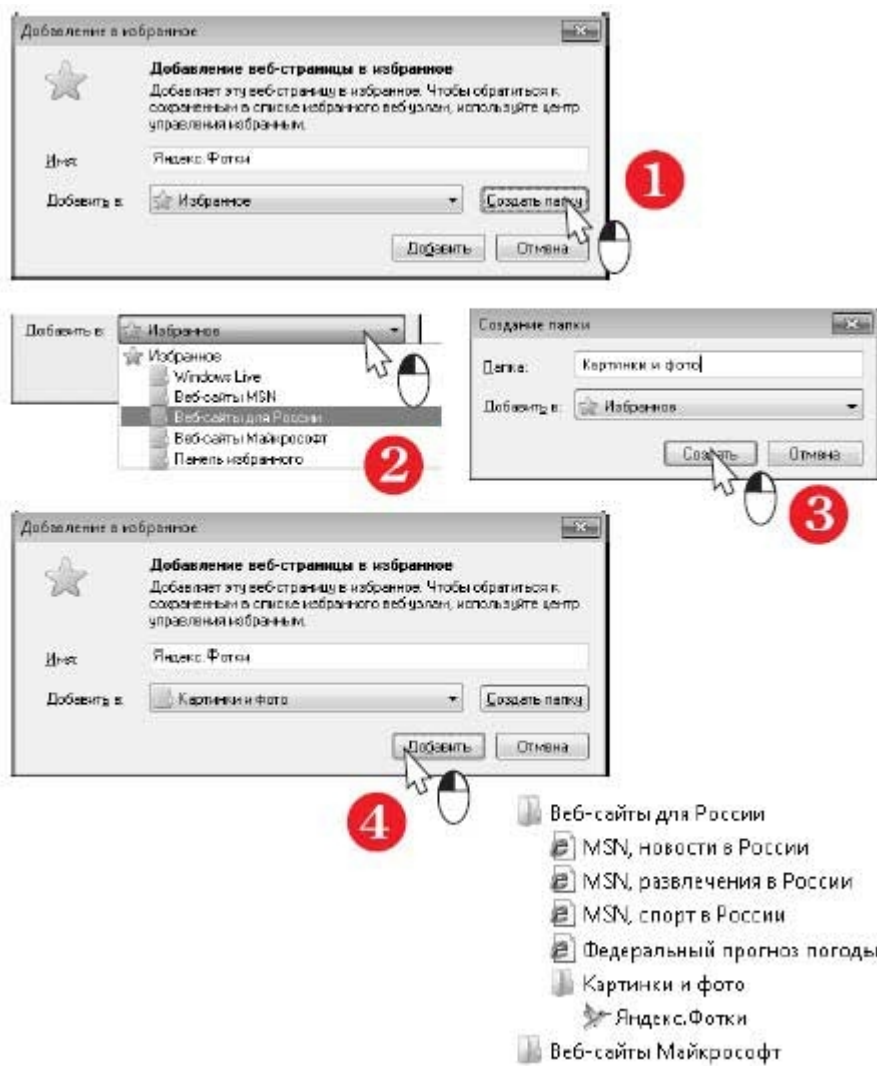 Добавление в избранное
Добавление веб-страницы в избранное
Добавляет эту веб-страницу в избранное. Чтобы обратиться к
сохраненным в списке избранного веб-узлам, используйте центр
управления избранным.
Имя: Яндекс.Фотки
Добавить в: Избранное Создать папку
1
Добавить Отмена
Добавить в: Избранное
Избранное
Windows Live
Веб-сайты MSN
Веб-сайты для России
Веб-сайты Майкрософт
Панель избранного
2
Создание папки
Папка: Картинки и фото
Добавить в: Избранное
Создать Отмена
3
Добавление в избранное
Добавление веб-страницы в избранное
Добавляет эту веб-страницу в избранное. Чтобы обратиться к
сохраненным в списке избранного веб-узлам, используйте центр
управления избранным.
Имя: Яндекс.Фотки
Добавить в: Картинки и фото Создать папку
Добавить Отмена
4
Веб-сайты для России
MSN, новости в России
MSN, развлечения в России
MSN, спорт в России
Федеральный прогноз погоды
Картинки и фото
Яндекс.Фотки
Веб-сайты Майкрософт